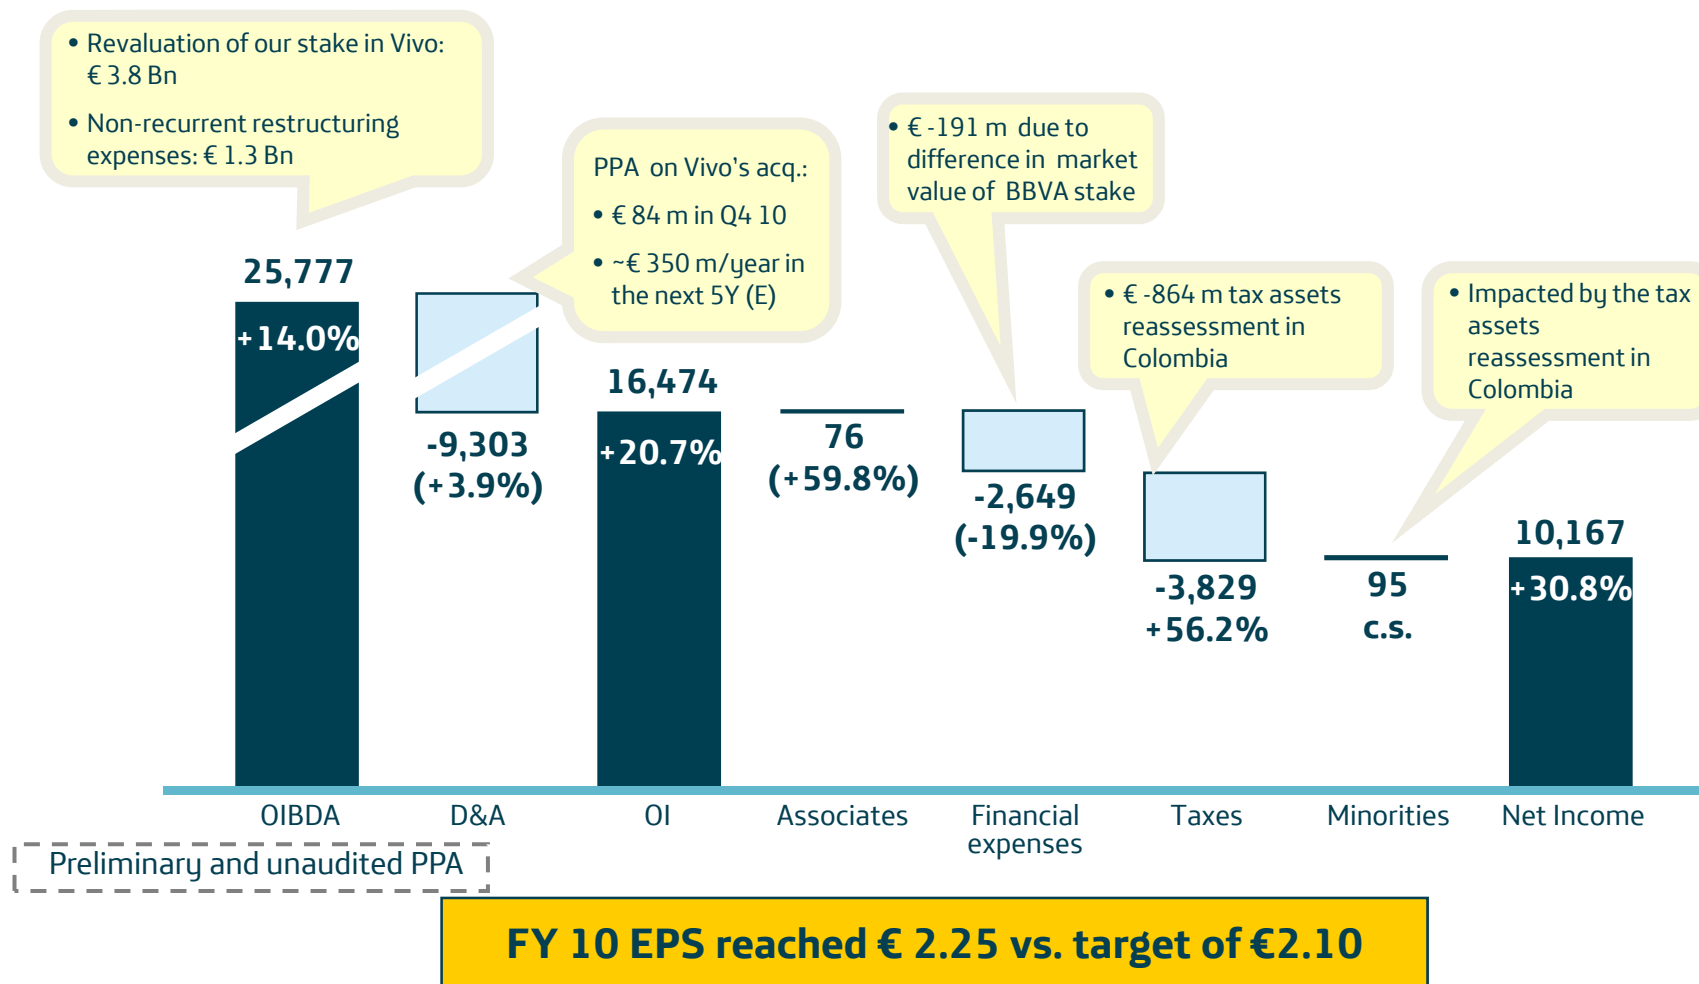 • Revaluation of our stake in Vivo:
€ 3.8 Bn
• Non-recurrent restructuring
expenses: € 1.3 Bn
PPA on Vivo's acq.:
• € 84 m in Q4 10
• ~€ 350 m/year in
the next 5Y (E)
• € -191 m due to
difference in market
value of BBVA stake
• € -864 m tax assets
reassessment in
Colombia
• Impacted by the tax
assets
reassessment in
Colombia
25,777
+14.0%
-9,303
(+3.9%)
16,474
+20.7%
76
(+59.8%)
-2,649
(-19.9%)
-3,829
+56.2%
95
c.s.
10,167
+30.8%
OIBDA
D&A
OI
Associates
Financial
expenses
Taxes
Minorities
Net Income
Preliminary and unaudited PPA
FY 10 EPS reached € 2.25 vs. target of €2.10